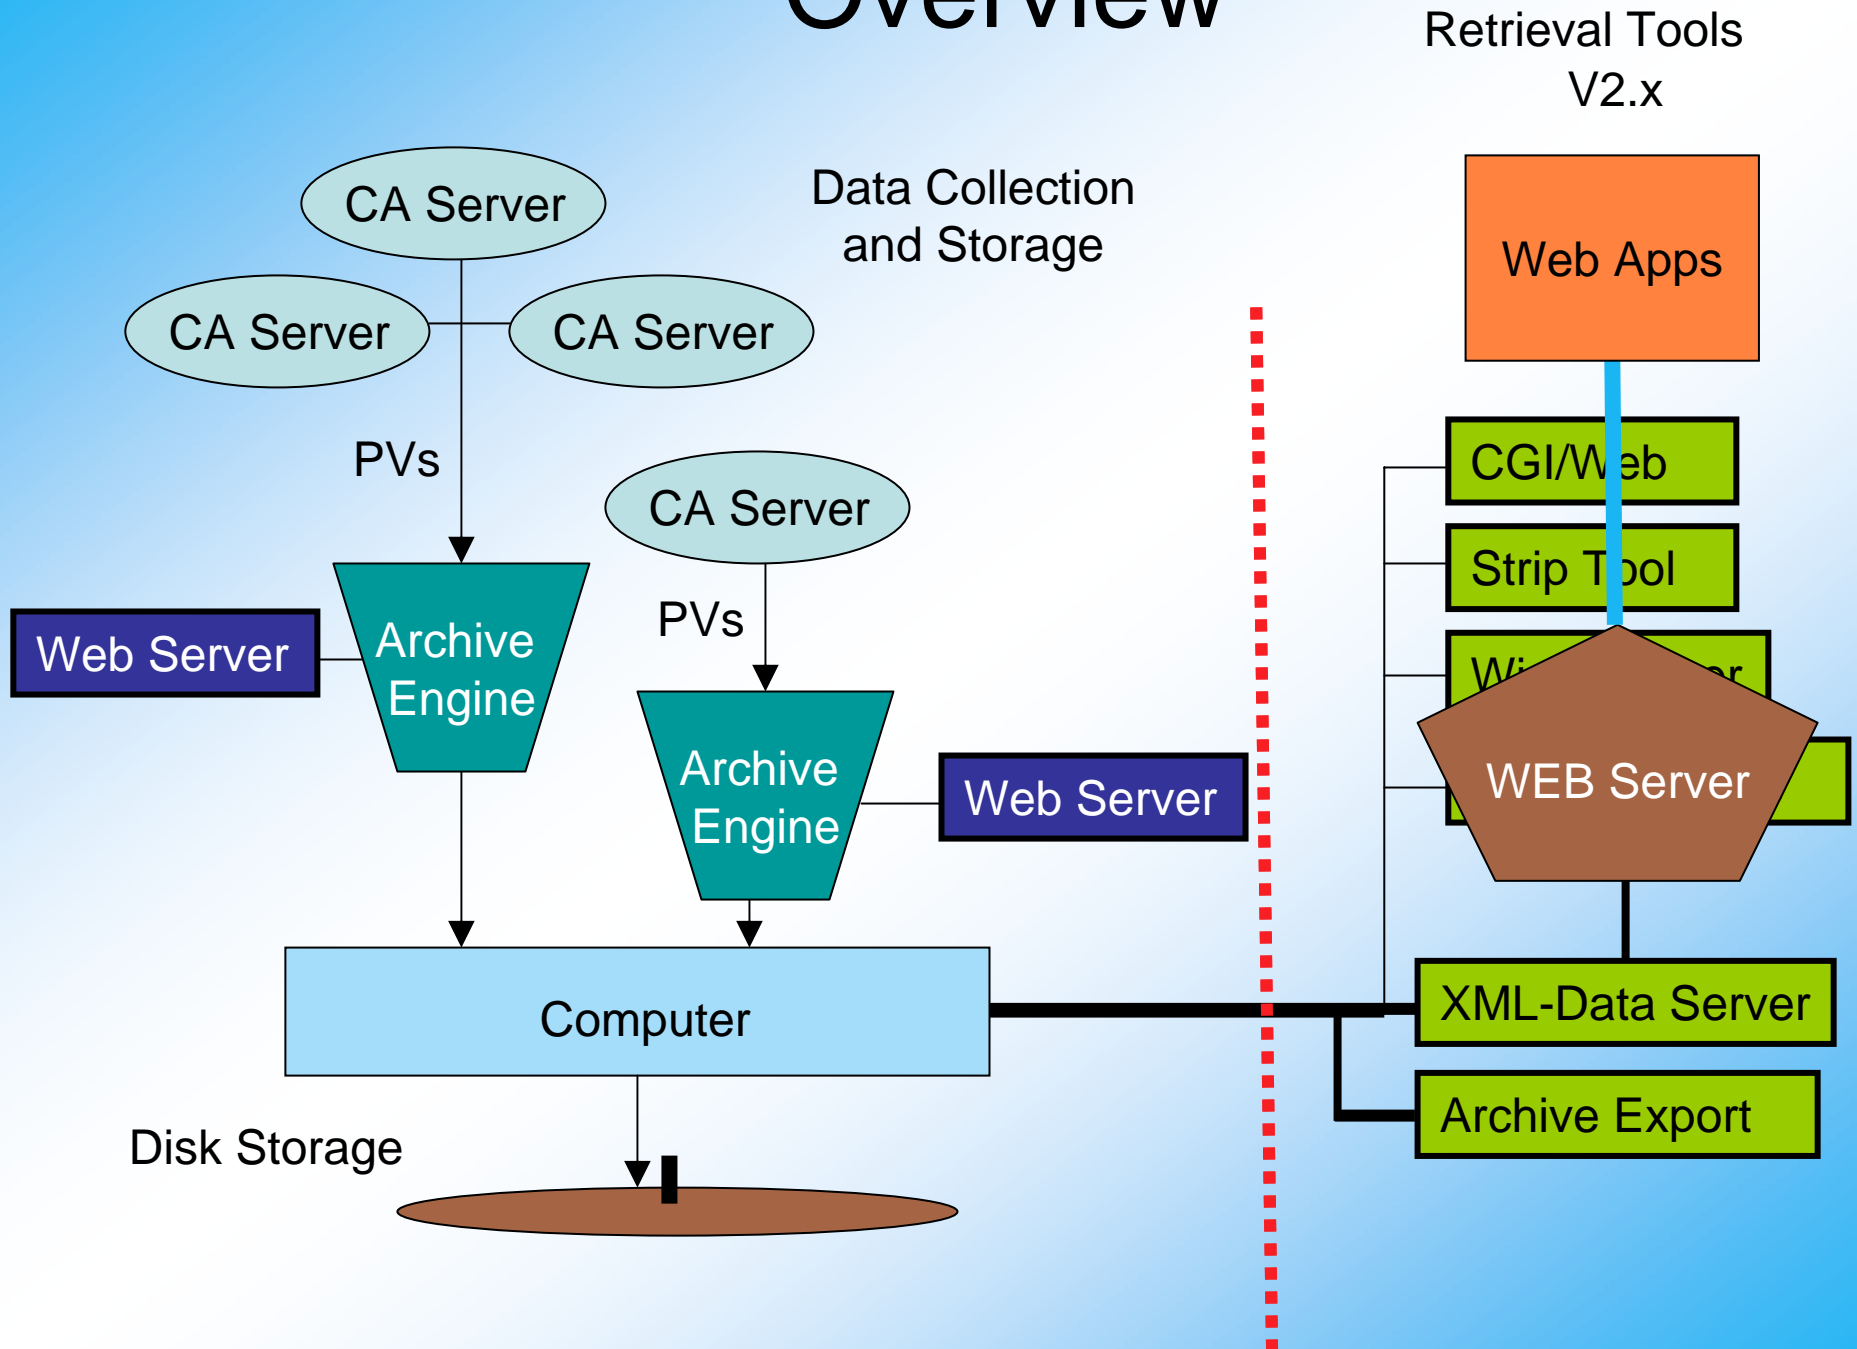 Overview
Retrieval Tools
V2.x
Data Collection
and Storage
CA Server
CA Server
CA Server
PVs
CA Server
PVs
Web Server
Archive
Engine
Archive
Engine
Web Server
Computer
Disk Storage
Web Apps
CGI/Web
Strip Tool
WEB Server
XML-Data Server
Archive Export